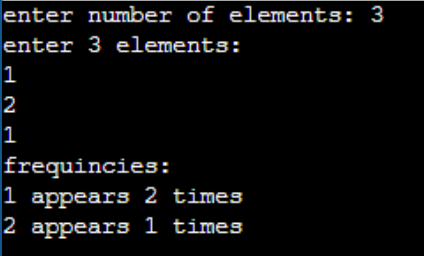 enter number of elements: 3
enter 3 elements:
1
2
1
frequincies:
1 appears 2 times
2 appears 1 times